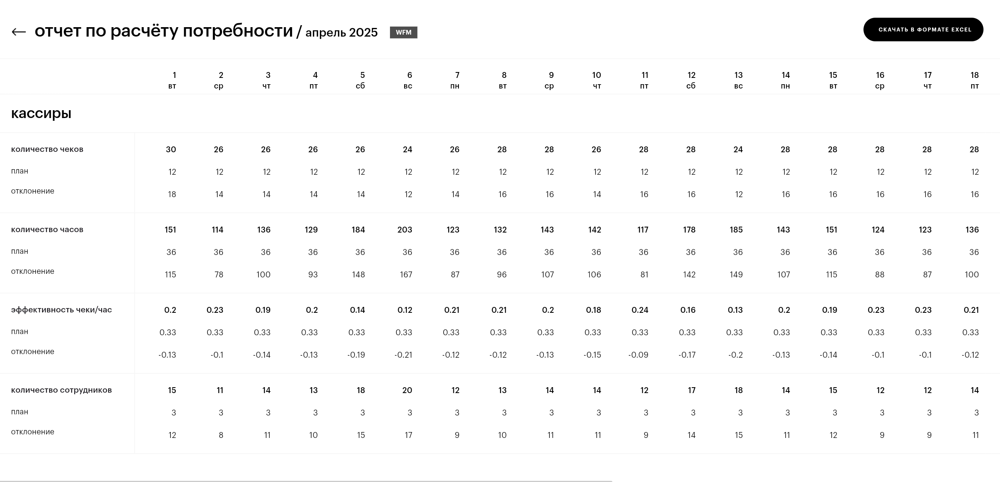 ← отчет по расчёту потребности / апрель 2025 WFM СКАЧАТЬ В ФОРМАТЕ EXCEL
1 2 3 4 5 6 7 8 9 10 11 12 13 14 15 16 17 18
вт ср чт пт сб вс пн вт ср чт пт сб вс пн вт ср чт пт
кассиры
количество чеков 30 26 26 26 26 24 26 28 28 26 28 28 24 28 28 28 28 28
план 12 12 12 12 12 12 12 12 12 12 12 12 12 12 12 12 12 12
отклонение 18 14 14 14 14 12 14 16 16 14 16 16 12 16 16 16 16 16
количество часов 151 114 136 129 184 203 123 132 143 142 117 178 185 143 151 124 123 136
план 36 36 36 36 36 36 36 36 36 36 36 36 36 36 36 36 36 36
отклонение 115 78 100 93 148 167 87 96 107 106 81 142 149 107 115 88 87 100
эффективность чеки/час 0.2 0.23 0.19 0.2 0.14 0.12 0.21 0.21 0.2 0.18 0.24 0.16 0.13 0.2 0.19 0.23 0.23 0.21
план 0.33 0.33 0.33 0.33 0.33 0.33 0.33 0.33 0.33 0.33 0.33 0.33 0.33 0.33 0.33 0.33 0.33 0.33
отклонение -0.13 -0.1 -0.14 -0.13 -0.19 -0.21 -0.12 -0.12 -0.13 -0.15 -0.09 -0.17 -0.2 -0.13 -0.14 -0.1 -0.1 -0.12
количество сотрудников 15 11 14 13 18 20 12 13 14 14 12 17 18 14 15 12 12 14
план 3 3 3 3 3 3 3 3 3 3 3 3 3 3 3 3 3 3
отклонение 12 8 11 10 15 17 9 10 11 11 9 14 15 11 12 9 9 11